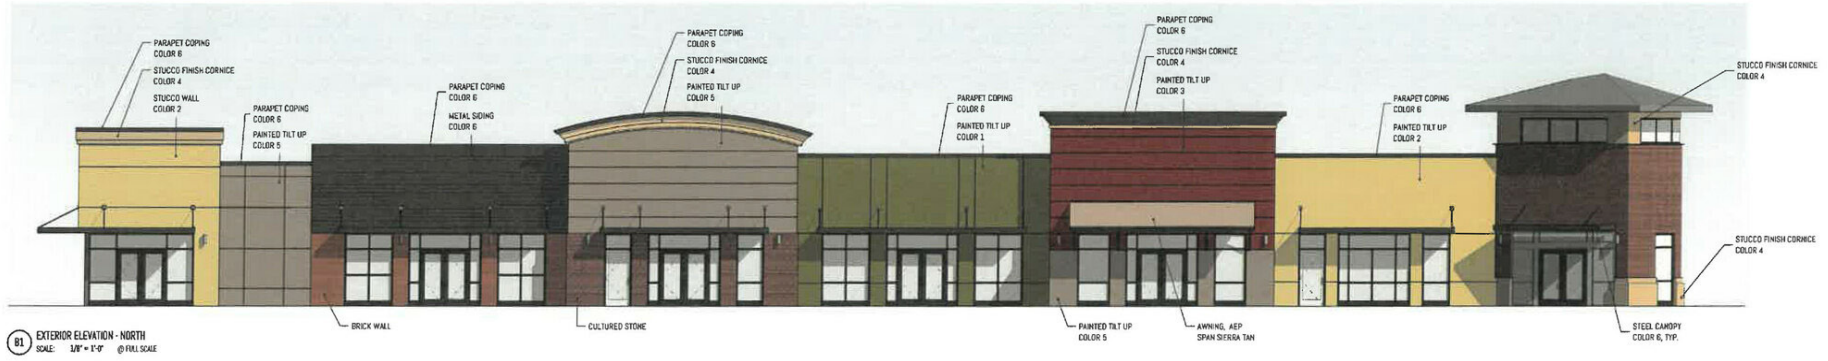 PARAPET COPING
COLOR 6
STUCCO FINISH CORNICE
COLOR 4
STUCCO WALL
COLOR 2
PARAPET COPING
COLOR 6
PAINTED TILT UP
COLOR 5
PARAPET COPING
COLOR 6
METAL SIDING
COLOR 6
PARAPET COPING
COLOR 6
STUCCO FINISH CORNICE
COLOR 4
PAINTED TILT UP
COLOR 5
PARAPET COPING
COLOR 6
PAINTED TILT UP
COLOR 1
PARAPET COPING
COLOR 6
STUCCO FINISH CORNICE
COLOR 4
PAINTED TILT UP
COLOR 3
PARAPET COPING
COLOR 6
PAINTED TILT UP
COLOR 2
STUCCO FINISH CORNICE
COLOR 4
STUCCO FINISH CORNICE
COLOR 4
BRICK WALL
CULTURED STONE
PAINTED TILT UP
COLOR 5
AWNING, AEP
SPAN SIERRA TAN
STEEL CANOPY
COLOR 6, TYP.
B1
EXTERIOR ELEVATION - NORTH
SCALE: 1/8" = 1'-0" @ FULL SCALE